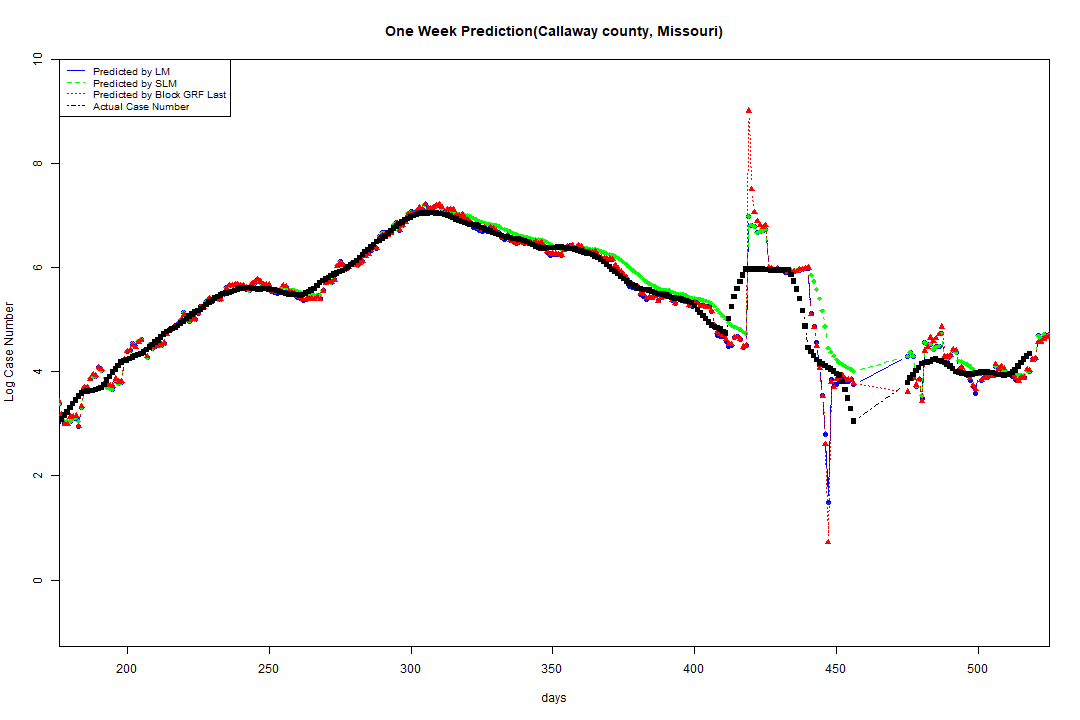 One Week Prediction(Callaway county, Missouri)
Predicted by LM
Predicted by SLM
Predicted by Block GRF Last
Actual Case Number
Log Case Number
10
8
6
4
2
0
200 250 300 350 400 450 500
days